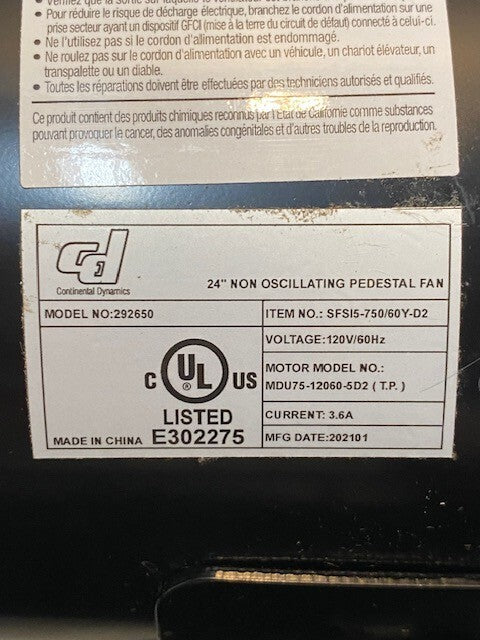 Vérifiez que la sortie sur laquelle le
• Pour réduire le risque de décharge électrique, branchez le cordon d'alimentation sur une
prise secteur ayant un dispositif GFCI (mise à la terre du circuit de défaut) connecté à celui-ci.
• Ne l'utilisez pas si le cordon d'alimentation est endommagé.
• Ne roulez pas sur le cordon d'alimentation avec un véhicule, un chariot élévateur, un
transpalette ou un diable.
• Toutes les réparations doivent être effectuées par des techniciens autorisés et qualifiés.
Ce produit contient des produits chimiques reconnus par l'État de Californie comme substances
pouvant provoquer le cancer, des anomalies congénitales et d'autres troubles de la reproduction.
cd
Continental Dynamics
24" NON OSCILLATING PEDESTAL FAN
MODEL NO:292650
ITEM NO.: SFSI5-750/60Y-D2
VOLTAGE:120V/60Hz
MOTOR MODEL NO.:
MDU75-12060-5D2 ( T.P. )
C UL ® US
LISTED
CURRENT: 3.6A
MADE IN CHINA E302275
MFG DATE:202101